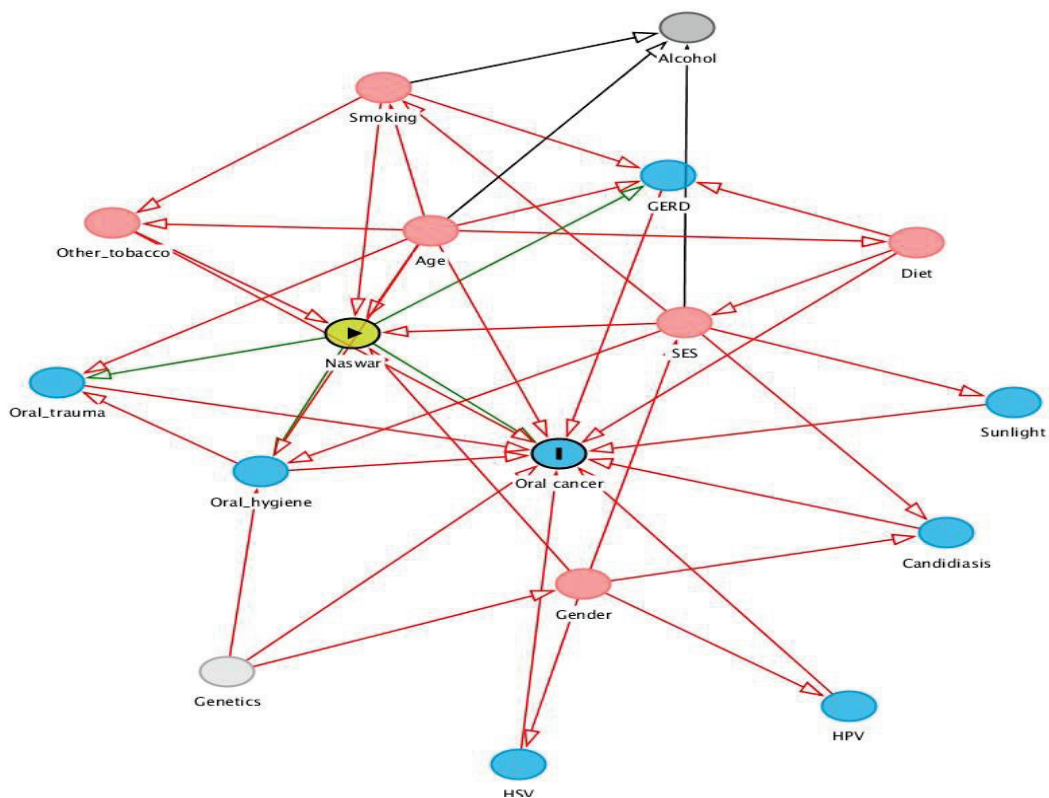 Alcohol
Smoking
GERD
Other_tobacco
Age
Diet
Naswar
SES
Oral_trauma
Sunlight
Oral_hygiene
Oral cancer
Candidiasis
Gender
Genetics
HPV
HSV